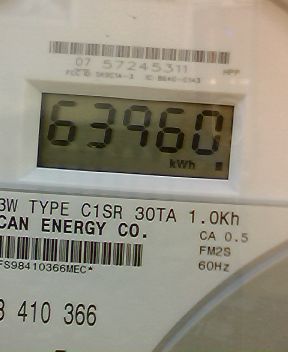 07 57245311
63960
kWh
3W TYPE C1SR 30TA 1.0Kh
CAN ENERGY CO.
CA 0.5
FM2S
FS98410366MEC*
60Hz
3 410 366